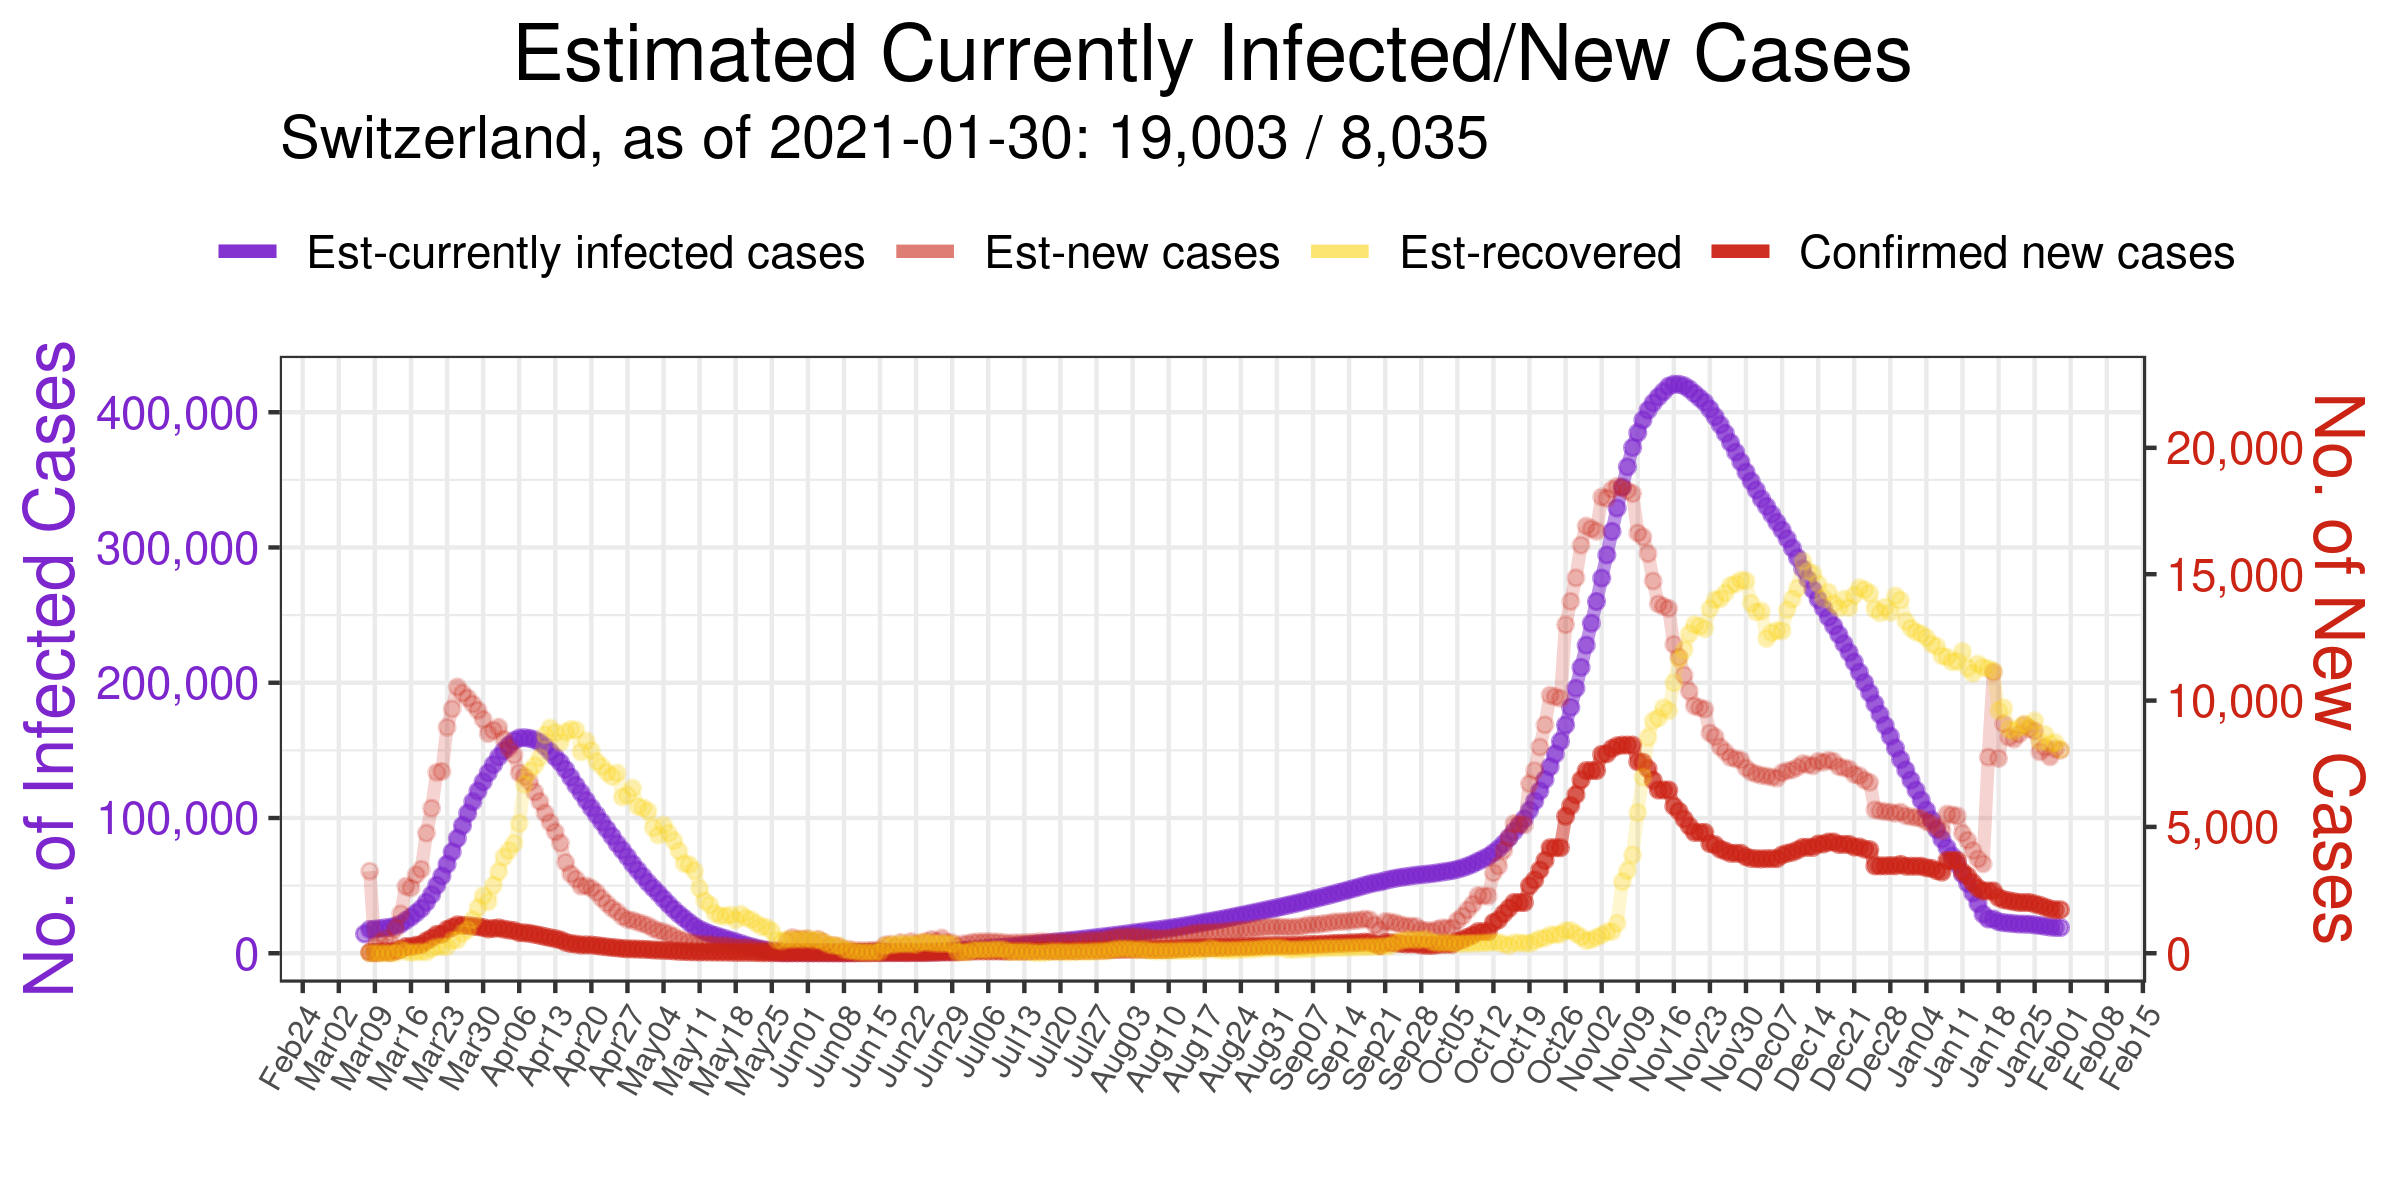 Estimated Currently Infected/New Cases
Switzerland, as of 2021-01-30: 19,003 / 8,035
Est-currently infected cases Est-new cases Est-recovered Confirmed new cases
No. of Infected Cases
400,000
300,000
200,000
100,000
0
20,000
15,000
10,000
5,000
0
No. of New Cases
Feb24 Mar02 Mar09 Mar16 Mar23 Mar30 Apr06 Apr13 Apr20 Apr27 May04 May11 May18 May25 Jun01 Jun08 Jun15 Jun22 Jun29 Jul06 Jul13 Jul20 Jul27 Aug03 Aug10 Aug17 Aug24 Aug31 Sep07 Sep14 Sep21 Sep28 Oct05 Oct12 Oct19 Oct26 Nov02 Nov09 Nov16 Nov23 Nov30 Dec07 Dec14 Dec21 Dec28 Jan04 Jan11 Jan18 Jan25 Feb01 Feb08 Feb15